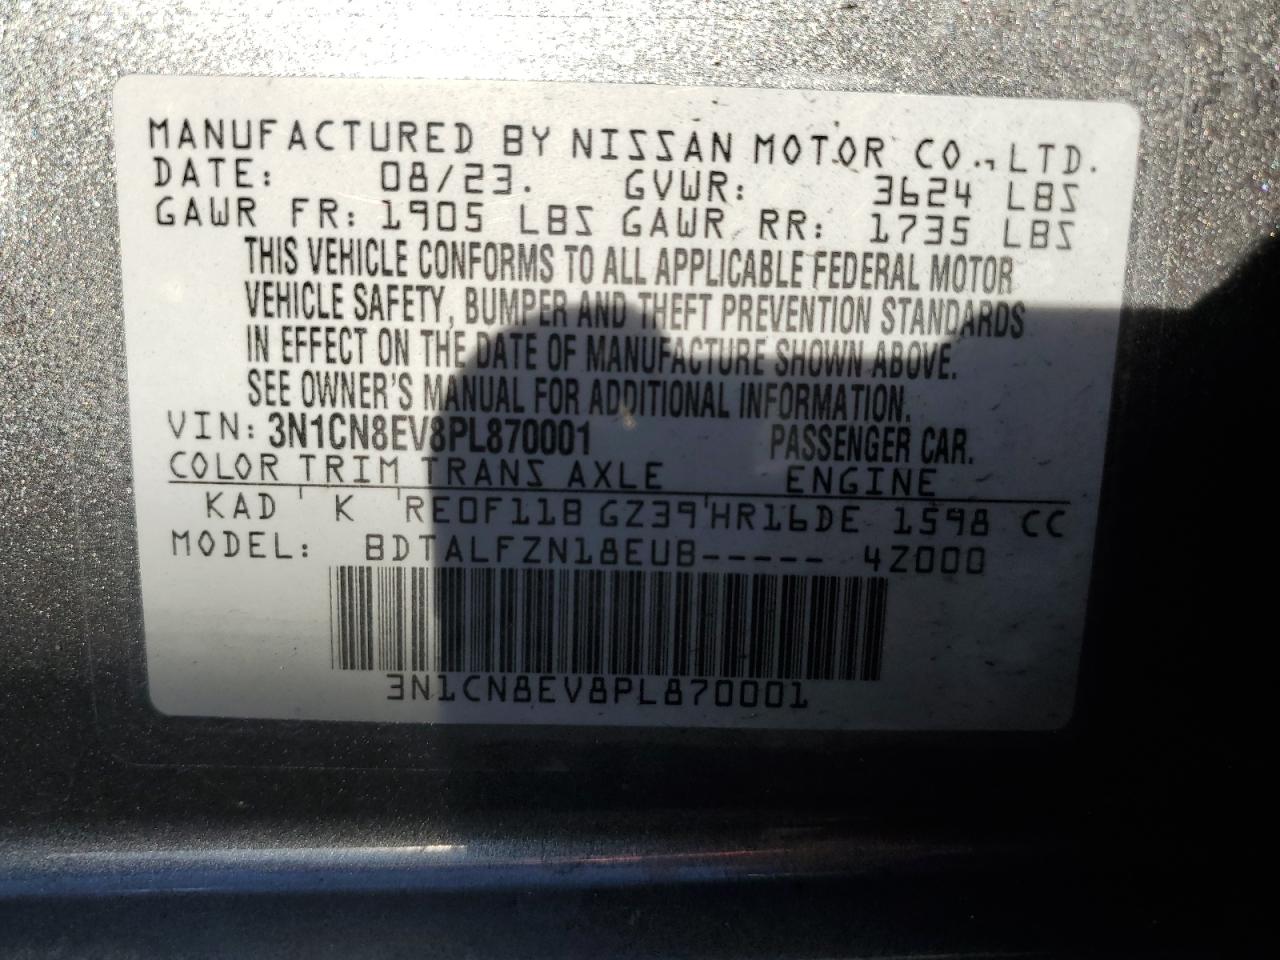 MANUFACTURED BY NISSAN MOTOR CO., LTD.
DATE: 08/23. GVWR: 3624 LBS
GAWR FR: 1905 LBS GAWR RR: 1735 LBS
THIS VEHICLE CONFORMS TO ALL APPLICABLE FEDERAL MOTOR
VEHICLE SAFETY, BUMPER AND THEFT PREVENTION STANDARDS
IN EFFECT ON THE DATE OF MANUFACTURE SHOWN ABOVE.
SEE OWNER'S MANUAL FOR ADDITIONAL INFORMATION.
VIN: 3N1CN8EV8PL870001 PASSENGER CAR.
COLOR TRIM TRANS AXLE ENGINE
KAD K RE0F11B GZ39 HR16DE 1598 CC
MODEL: BDTALFZN18EUB----- 4Z000
3N1CN8EV8PL870001